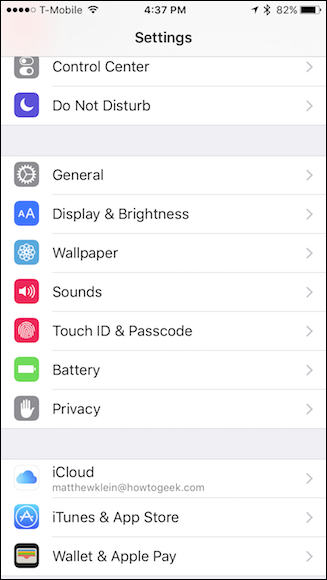 T-Mobile 4:37 PM 82%
Settings
Control Center
Do Not Disturb
General
AA Display & Brightness
Wallpaper
Sounds
Touch ID & Passcode
Battery
Privacy
iCloud
matthewklein@howtogeek.com
iTunes & App Store
Wallet & Apple Pay